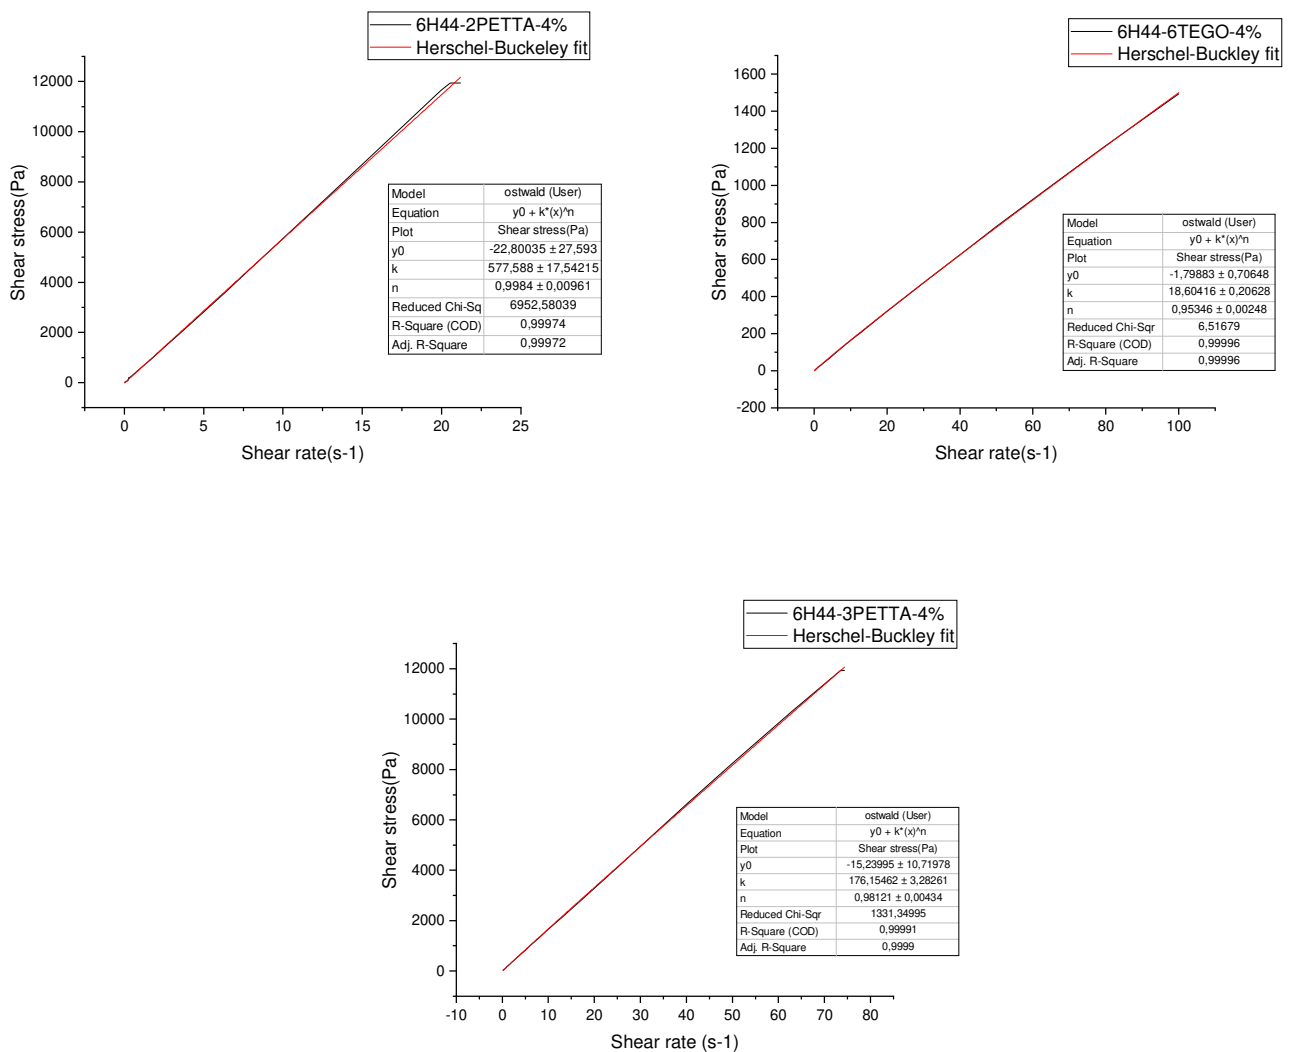 6H44-2PETTA-4%
Herschel-Buckeley fit
12000
10000
8000
6000
4000
2000
0
Shear stress(Pa)
0 5 10 15 20 25
Shear rate(s-1)
Model ostwald (User)
Equation y0 + k*(x)^n
Plot Shear stress(Pa)
y0 -22,80035 ± 27,593
k 577,588 ± 17,54215
n 0,9984 ± 0,00961
Reduced Chi-Sq 6952,58039
R-Square (COD) 0,99974
Adj. R-Square 0,99972
6H44-6TEGO-4%
Herschel-Buckley fit
1600
1400
1200
1000
800
600
400
200
0
-200
Shear stress(Pa)
0 20 40 60 80 100
Shear rate(s-1)
Model ostwald (User)
Equation y0 + k*(x)^n
Plot Shear stress(Pa)
y0 -1,79883 ± 0,70648
k 18,60416 ± 0,20628
n 0,95346 ± 0,00248
Reduced Chi-Sqr 6,51679
R-Square (COD) 0,99996
Adj. R-Square 0,99996
6H44-3PETTA-4%
Herschel-Buckley fit
12000
10000
8000
6000
4000
2000
0
Shear stress(Pa)
-10 0 10 20 30 40 50 60 70 80
Shear rate (s-1)
Model ostwald (User)
Equation y0 + k*(x)^n
Plot Shear stress(Pa)
y0 -15,23995 ± 10,71978
k 176,15462 ± 3,28261
n 0,98121 ± 0,00434
Reduced Chi-Sqr 1331,34995
R-Square (COD) 0,99991
Adj. R-Square 0,9999